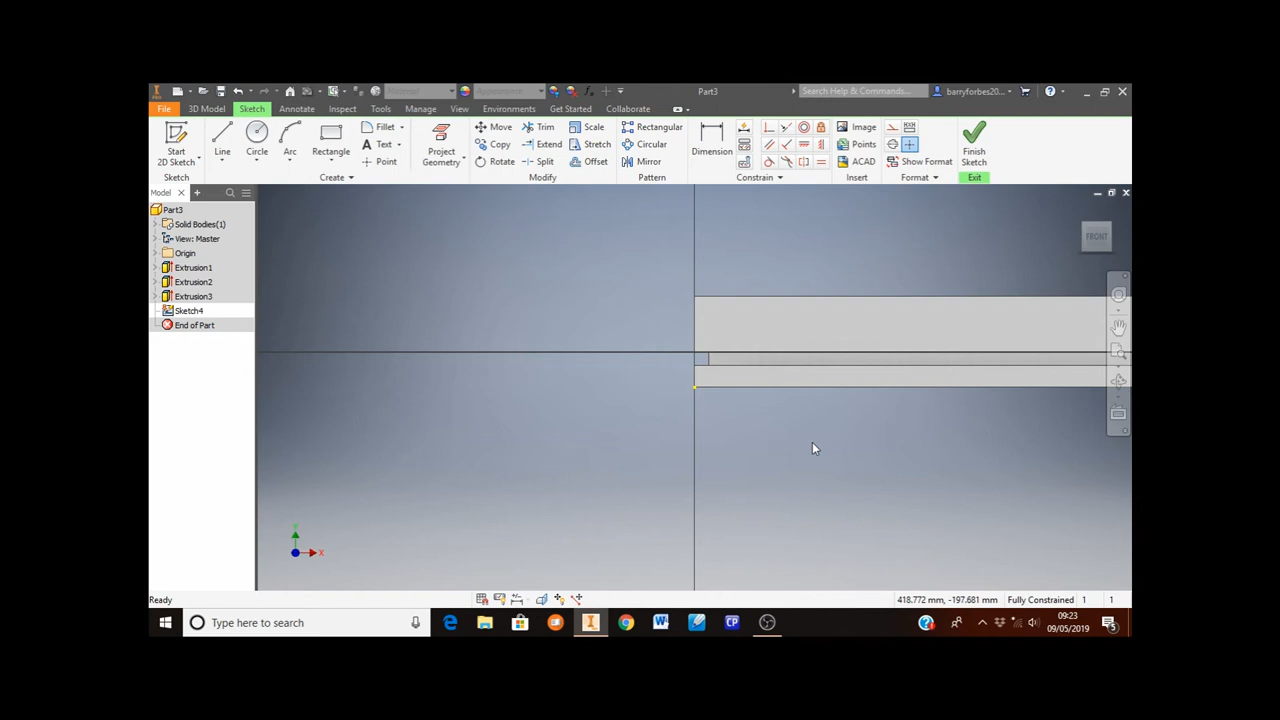 Part3
Search Help & Commands...
barryforbes20...
File
3D Model
Sketch
Annotate
Inspect
Tools
Manage
View
Environments
Get Started
Collaborate
Start
2D Sketch
Line
Circle
Arc
Rectangle
Fillet
Text
Point
Project
Geometry
Move
Copy
Rotate
Trim
Extend
Split
Scale
Stretch
Offset
Rectangular
Circular
Mirror
Dimension
Image
Points
ACAD
Show Format
Finish
Sketch
Sketch
Create
Modify
Pattern
Constrain
Insert
Format
Exit
Model
Part3
Solid Bodies(1)
View: Master
Origin
Extrusion1
Extrusion2
Extrusion3
Sketch4
End of Part
FRONT
Y
X
Ready
418.772 mm, -197.681 mm
Fully Constrained
1
1
Type here to search
09:23
09/05/2019